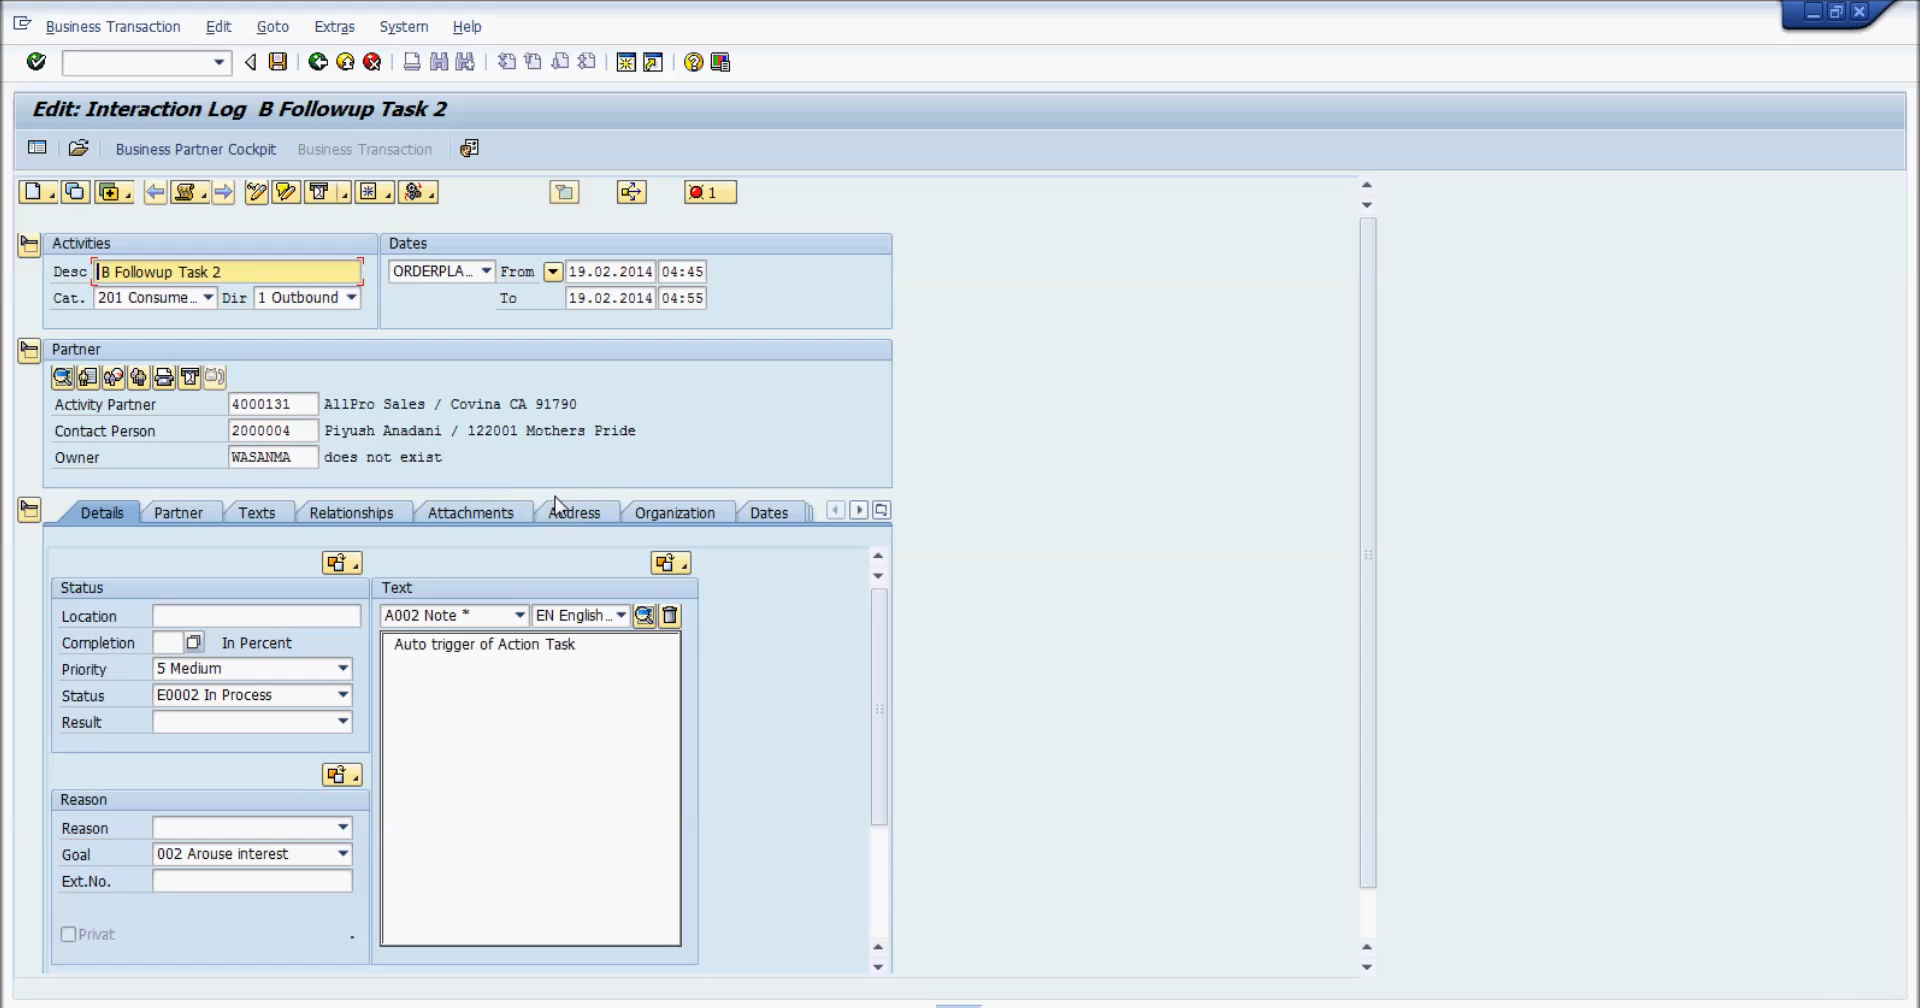 Business Transaction Edit Goto Extras System Help
Edit: Interaction Log B Followup Task 2
Business Partner Cockpit Business Transaction
1
Activities Dates
Desc B Followup Task 2 ORDERPLA... From 19.02.2014 04:45
Cat. 201 Consume... Dir 1 Outbound To 19.02.2014 04:55
Partner
Activity Partner 4000131 AllPro Sales / Covina CA 91790
Contact Person 2000004 Piyush Anadani / 122001 Mothers Pride
Owner WASANMA does not exist
Details Partner Texts Relationships Attachments Address Organization Dates
Status Text
Location A002 Note * EN English...
Completion In Percent Auto trigger of Action Task
Priority 5 Medium
Status E0002 In Process
Result
Reason
Reason
Goal 002 Arouse interest
Ext.No.
Privat